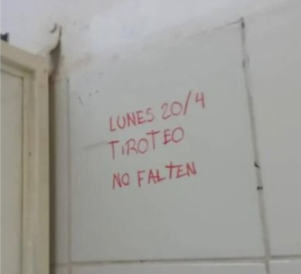 LUNES 20/4
TIROTEO
NO FALTEN